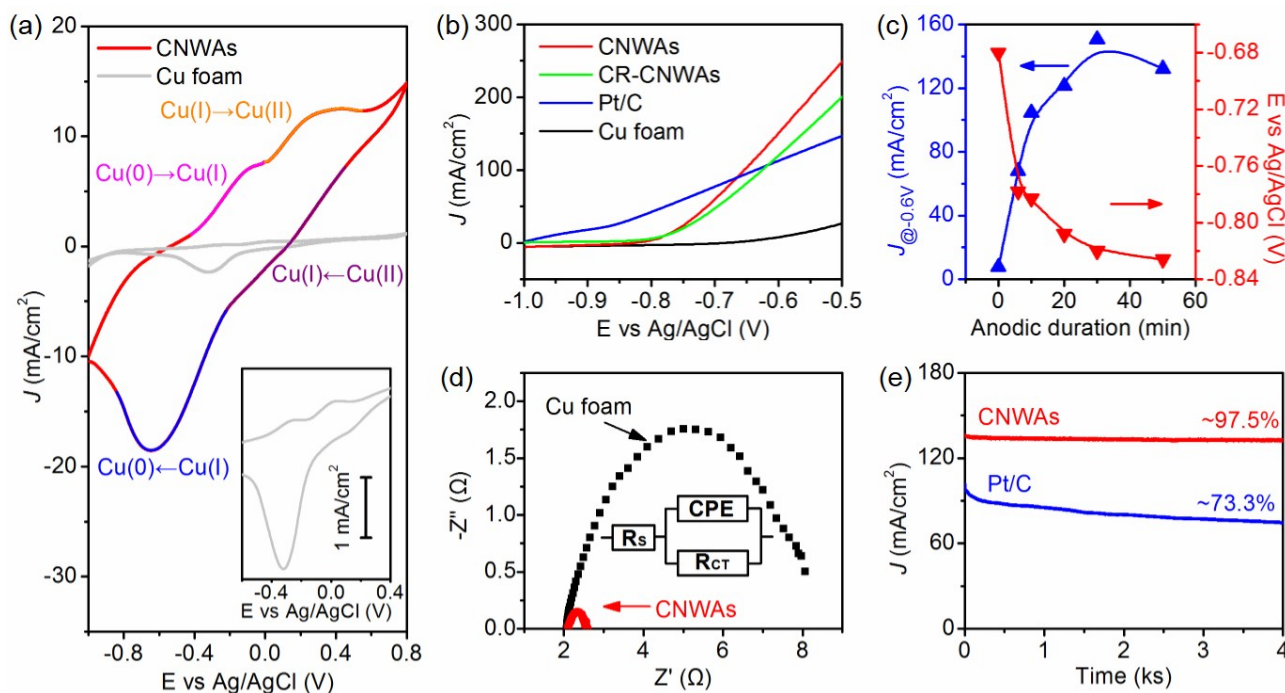 (a)
20
10
0
-10
-20
-30
J (mA/cm²)
CNWAs
Cu foam
Cu(I)→Cu(II)
Cu(0)→Cu(I)
Cu(I)←Cu(II)
Cu(0)←Cu(I)
1 mA/cm²
-0.4 0.0 0.4
E vs Ag/AgCl (V)
-0.8 -0.4 0.0 0.4 0.8
E vs Ag/AgCl (V)
(b)
300
200
100
0
J (mA/cm²)
CNWAs
CR-CNWAs
Pt/C
Cu foam
-1.0 -0.9 -0.8 -0.7 -0.6 -0.5
E vs Ag/AgCl (V)
(c)
160
120
80
40
0
J@-0.6V (mA/cm²)
-0.68
-0.72
-0.76
-0.80
-0.84
E vs Ag/AgCl (V)
0 20 40 60
Anodic duration (min)
(d)
2.0
1.5
1.0
0.5
0.0
-Z'' (Ω)
Cu foam
CPE
Rs
RCT
CNWAs
0 2 4 6 8
Z' (Ω)
(e)
180
120
60
0
J (mA/cm²)
CNWAs
~97.5%
Pt/C
~73.3%
0 1 2 3 4
Time (ks)